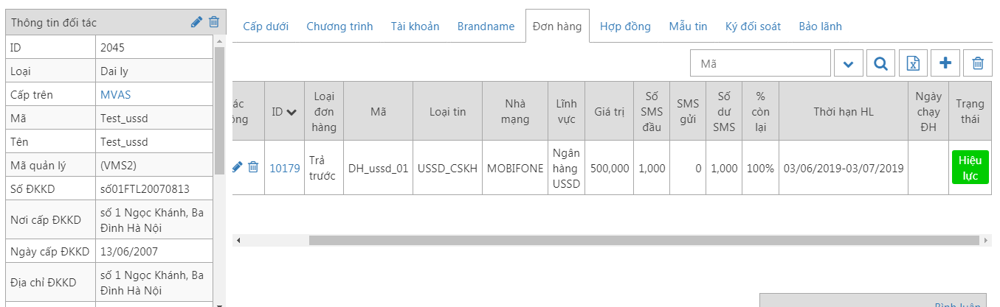 Thông tin đối tác
ID 2045
Loại Dai ly
Cấp trên MVAS
Mã Test_ussd
Tên Test_ussd
Mã quản lý (VMS2)
Số ĐKKD số01FTL20070813
Nơi cấp ĐKKD số 1 Ngọc Khánh, Ba
Đình Hà Nội
Ngày cấp ĐKKD 13/06/2007
Địa chỉ ĐKKD số 1 Ngọc Khánh, Ba
Đình Hà Nội
Cấp dưới Chương trình Tài khoản Brandname Đơn hàng Hợp đồng Mẫu tin Ký đối soát Bảo lãnh
Mã
ác
ộng
ID
Loại
đơn
hàng
Mã
Loại tin
Nhà
mạng
Lĩnh
vực
Giá trị
Số
SMS
đầu
SMS
gửi
Số
dư
SMS
%
còn
lại
Thời hạn HL
Ngày
chạy
ĐH
Trạng
thái
10179
Trả
trước
DH_ussd_01
USSD_CSKH
MOBIFONE
Ngân
hàng
USSD
500,000
1,000
0
1,000
100%
03/06/2019-03/07/2019
Hiệu
lực
Bình luận